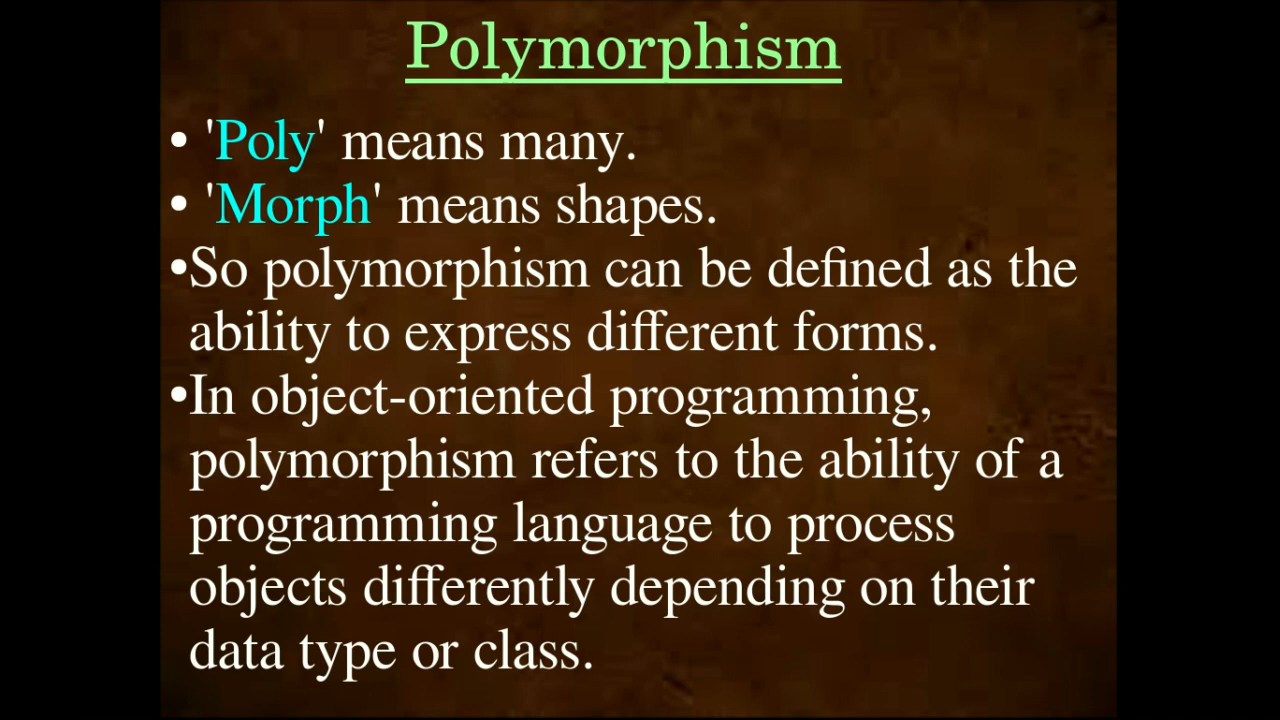 Polymorphism
• 'Poly' means many.
• 'Morph' means shapes.
•So polymorphism can be defined as the
ability to express different forms.
•In object-oriented programming,
polymorphism refers to the ability of a
programming language to process
objects differently depending on their
data type or class.